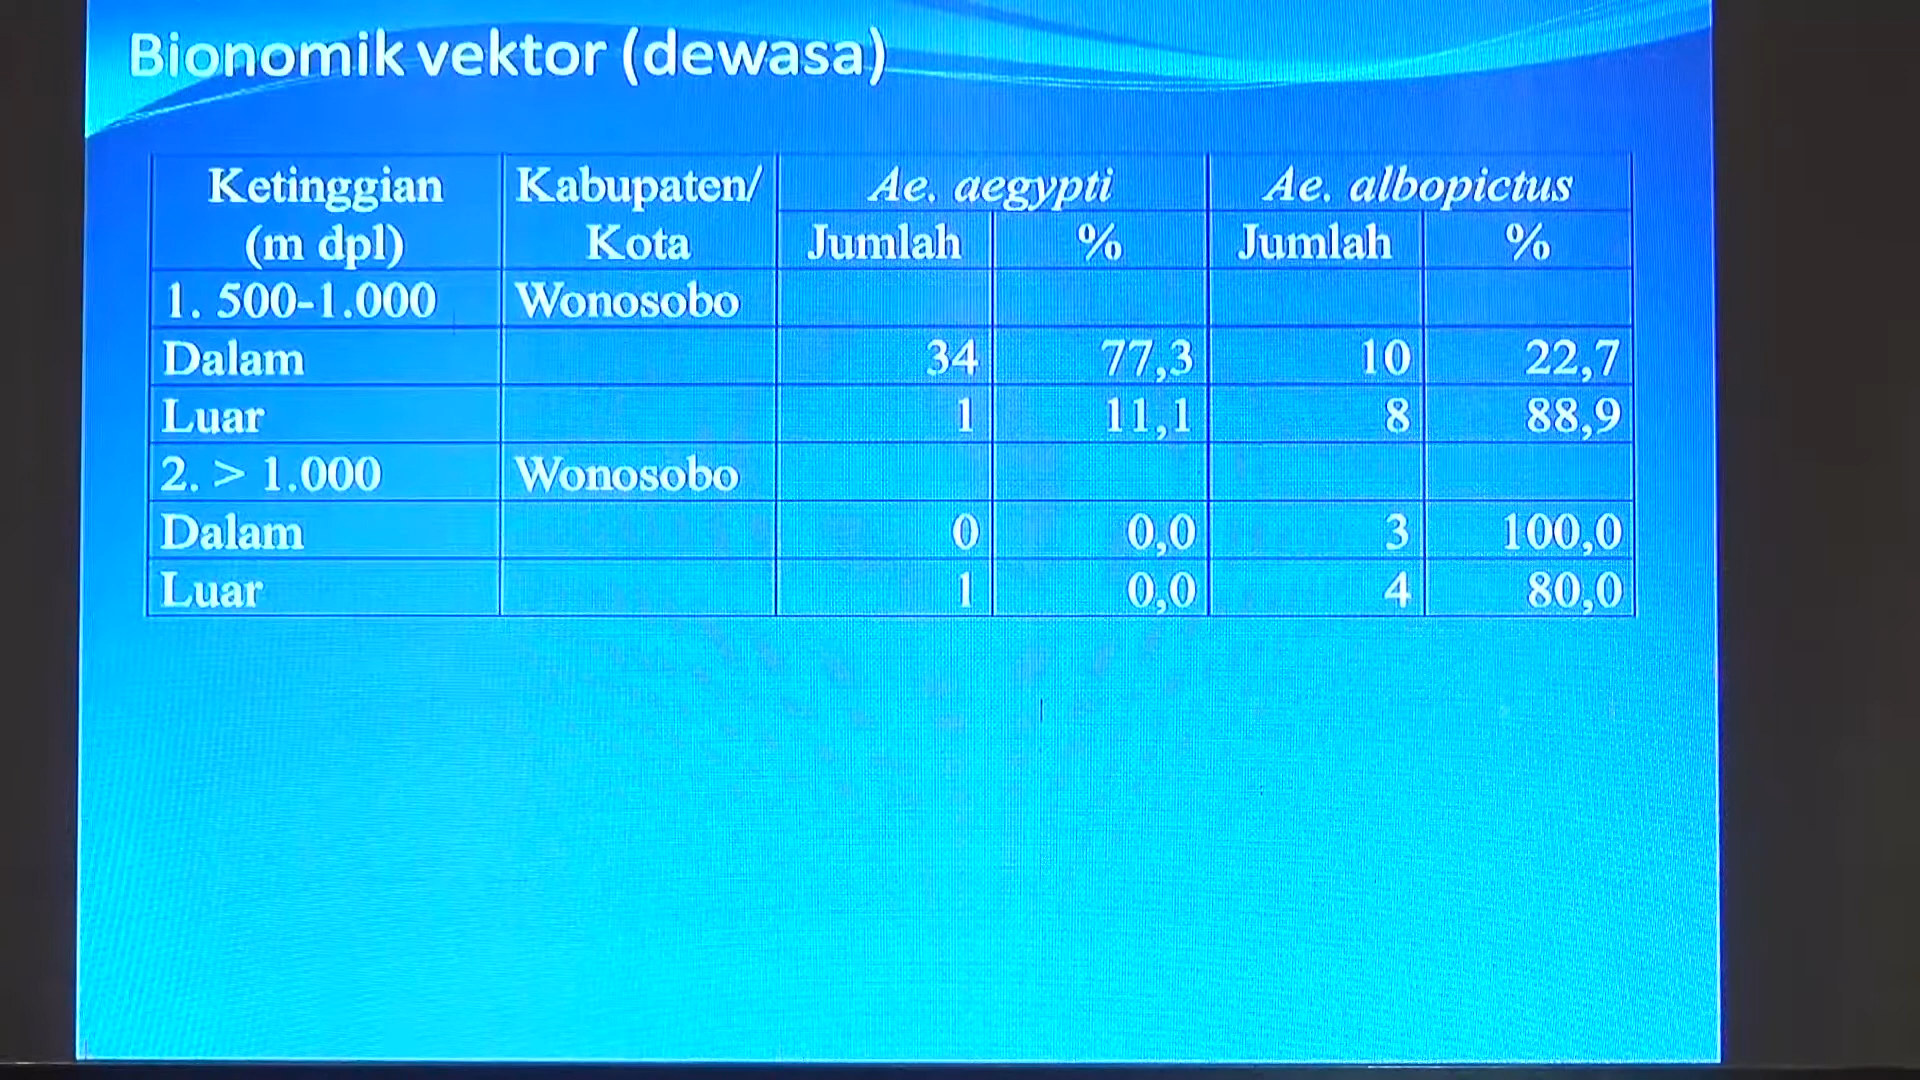 Bionomik vektor (dewasa)
Ketinggian (m dpl) Kabupaten/ Kota Ae. aegypti Ae. albopictus
Jumlah % Jumlah %
1. 500-1.000 Wonosobo
Dalam 34 77,3 10 22,7
Luar 1 11,1 8 88,9
2. > 1.000 Wonosobo
Dalam 0 0,0 3 100,0
Luar 1 0,0 4 80,0